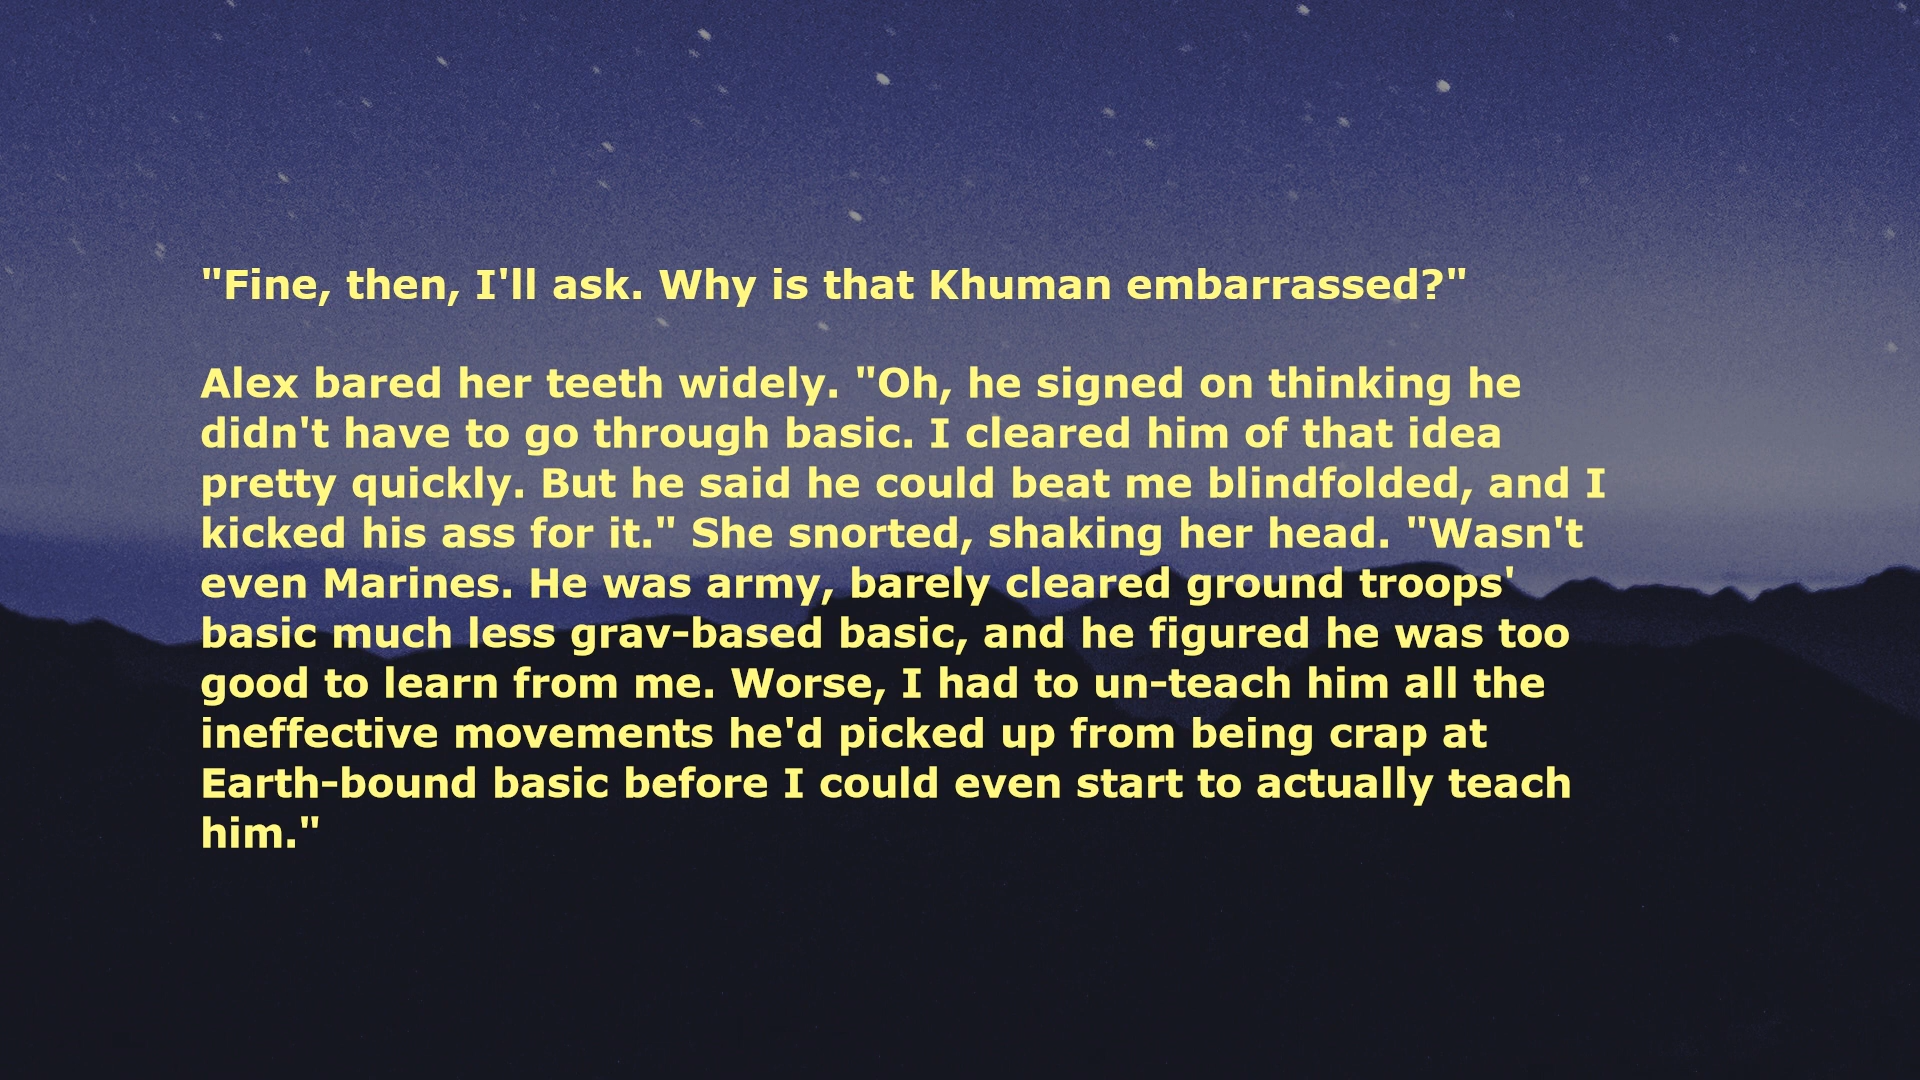 "Fine, then, I'll ask. Why is that Khuman embarrassed?"
Alex bared her teeth widely. "Oh, he signed on thinking he
didn't have to go through basic. I cleared him of that idea
pretty quickly. But he said he could beat me blindfolded, and I
kicked his ass for it." She snorted, shaking her head. "Wasn't
even Marines. He was army, barely cleared ground troops'
basic much less grav-based basic, and he figured he was too
good to learn from me. Worse, I had to un-teach him all the
ineffective movements he'd picked up from being crap at
Earth-bound basic before I could even start to actually teach
him."